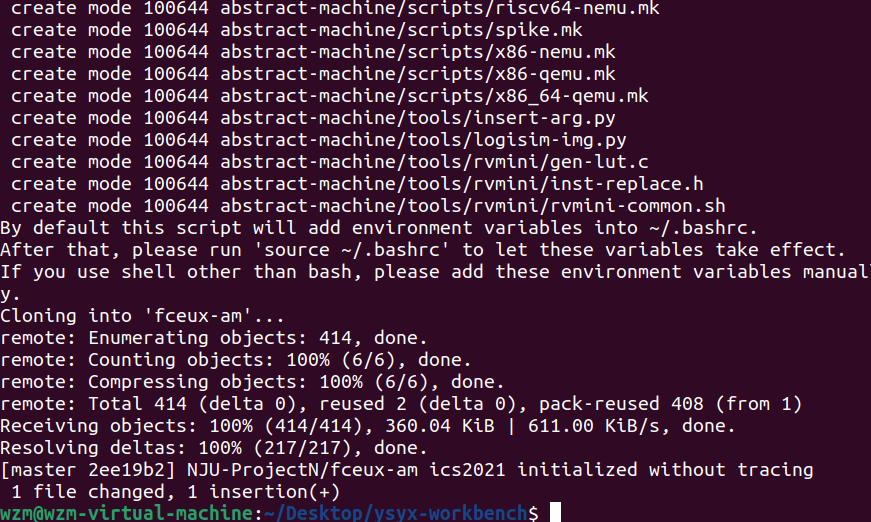 create mode 100644 abstract-machine/scripts/riscv64-nemu.mk
create mode 100644 abstract-machine/scripts/spike.mk
create mode 100644 abstract-machine/scripts/x86-nemu.mk
create mode 100644 abstract-machine/scripts/x86-qemu.mk
create mode 100644 abstract-machine/scripts/x86_64-qemu.mk
create mode 100644 abstract-machine/tools/insert-arg.py
create mode 100644 abstract-machine/tools/logisim-img.py
create mode 100644 abstract-machine/tools/rvmini/gen-lut.c
create mode 100644 abstract-machine/tools/rvmini/inst-replace.h
create mode 100644 abstract-machine/tools/rvmini/rvmini-common.sh
By default this script will add environment variables into ~/.bashrc.
After that, please run 'source ~/.bashrc' to let these variables take effect.
If you use shell other than bash, please add these environment variables manuall
y.
Cloning into 'fceux-am'...
remote: Enumerating objects: 414, done.
remote: Counting objects: 100% (6/6), done.
remote: Compressing objects: 100% (6/6), done.
remote: Total 414 (delta 0), reused 2 (delta 0), pack-reused 408 (from 1)
Receiving objects: 100% (414/414), 360.04 KiB | 611.00 KiB/s, done.
Resolving deltas: 100% (217/217), done.
[master 2ee19b2] NJU-ProjectN/fceux-am ics2021 initialized without tracing
1 file changed, 1 insertion(+)
wzm@wzm-virtual-machine:~/Desktop/ysyx-workbench$